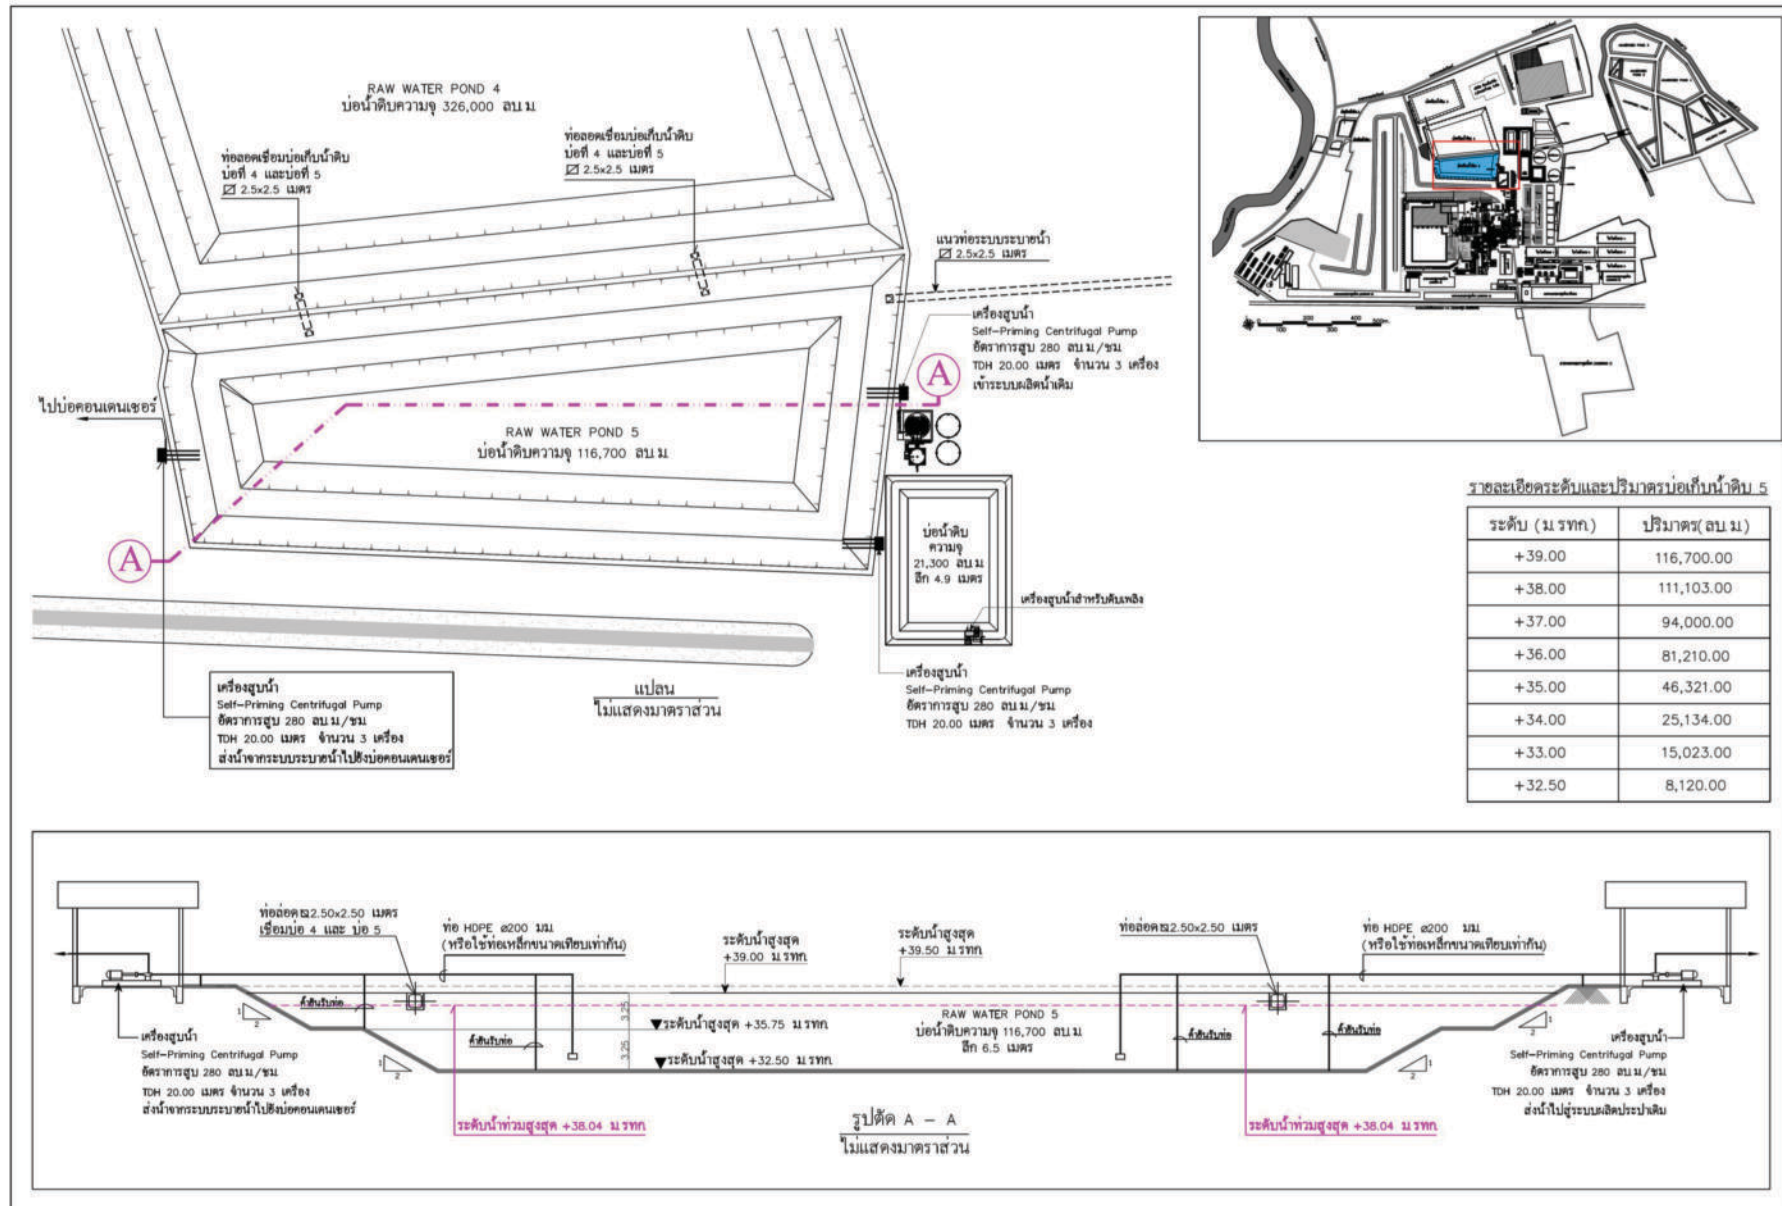 RAW WATER POND 4
บ่อน้ำดิบความจุ 326,000 ลบ.ม.
ท่อลอดเชื่อมบ่อเก็บน้ำดิบ
บ่อที่ 4 และบ่อที่ 5
2.5x2.5 เมตร
ท่อลอดเชื่อมบ่อเก็บน้ำดิบ
บ่อที่ 4 และบ่อที่ 5
2.5x2.5 เมตร
แนวท่อระบบระบายน้ำ
2.5x2.5 เมตร
เครื่องสูบน้ำ
Self-Priming Centrifugal Pump
อัตราการสูบ 280 ลบ.ม./ชม.
TDH 20.00 เมตร จำนวน 3 เครื่อง
เข้าระบบผลิตน้ำเดิม
A
ไปบ่อคอนเดนเซอร์
RAW WATER POND 5
บ่อน้ำดิบความจุ 116,700 ลบ.ม.
A
บ่อน้ำดิบ
ความจุ
21,300 ลบ.ม.
ลึก 4.9 เมตร
เครื่องสูบน้ำสำหรับดับเพลิง
เครื่องสูบน้ำ
Self-Priming Centrifugal Pump
อัตราการสูบ 280 ลบ.ม./ชม.
TDH 20.00 เมตร จำนวน 3 เครื่อง
เครื่องสูบน้ำ
Self-Priming Centrifugal Pump
อัตราการสูบ 280 ลบ.ม./ชม.
TDH 20.00 เมตร จำนวน 3 เครื่อง
ส่งน้ำจากระบบระบายน้ำไปยังบ่อคอนเดนเซอร์
แปลน
ไม่แสดงมาตราส่วน
0 200 400 500m.
100 300
รายละเอียดระดับและปริมาตรบ่อเก็บน้ำดิบ 5
ระดับ (ม.รทก.) ปริมาตร(ลบ.ม.)
+39.00 116,700.00
+38.00 111,103.00
+37.00 94,000.00
+36.00 81,210.00
+35.00 46,321.00
+34.00 25,134.00
+33.00 15,023.00
+32.50 8,120.00
ท่อลอด 2.50x2.50 เมตร
เชื่อมบ่อ 4 และ บ่อ 5
ท่อ HDPE ø200 มม.
(หรือใช้ท่อเหล็กขนาดเทียบเท่ากัน)
ระดับน้ำสูงสุด
+39.00 ม.รทก.
ระดับน้ำสูงสุด
+39.50 ม.รทก.
ท่อลอด 2.50x2.50 เมตร
ท่อ HDPE ø200 มม.
(หรือใช้ท่อเหล็กขนาดเทียบเท่ากัน)
ค้ำยันรับท่อ
ค้ำยันรับท่อ
3.25
3.25
ระดับน้ำสูงสุด +35.75 ม.รทก.
ระดับน้ำสูงสุด +32.50 ม.รทก.
RAW WATER POND 5
บ่อน้ำดิบความจุ 116,700 ลบ.ม.
ลึก 6.5 เมตร
ค้ำยันรับท่อ
ค้ำยันรับท่อ
1
2
1
2
1
2
1
2
เครื่องสูบน้ำ
Self-Priming Centrifugal Pump
อัตราการสูบ 280 ลบ.ม./ชม.
TDH 20.00 เมตร จำนวน 3 เครื่อง
ส่งน้ำจากระบบระบายน้ำไปยังบ่อคอนเดนเซอร์
เครื่องสูบน้ำ
Self-Priming Centrifugal Pump
อัตราการสูบ 280 ลบ.ม./ชม.
TDH 20.00 เมตร จำนวน 3 เครื่อง
ส่งน้ำไปสู่ระบบผลิตประปาเดิม
ระดับน้ำท่วมสูงสุด +38.04 ม.รทก.
ระดับน้ำท่วมสูงสุด +38.04 ม.รทก.
รูปตัด A - A
ไม่แสดงมาตราส่วน